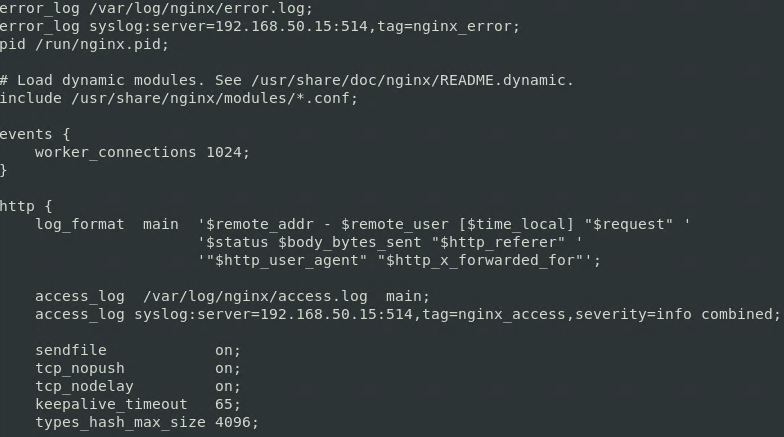 error_log /var/log/nginx/error.log;
error_log syslog:server=192.168.50.15:514,tag=nginx_error;
pid /run/nginx.pid;

# Load dynamic modules. See /usr/share/doc/nginx/README.dynamic.
include /usr/share/nginx/modules/*.conf;

events {
    worker_connections 1024;
}

http {
    log_format  main  '$remote_addr - $remote_user [$time_local] "$request" '
                      '$status $body_bytes_sent "$http_referer" '
                      '"$http_user_agent" "$http_x_forwarded_for"';

    access_log  /var/log/nginx/access.log  main;
    access_log syslog:server=192.168.50.15:514,tag=nginx_access,severity=info combined;

    sendfile            on;
    tcp_nopush          on;
    tcp_nodelay         on;
    keepalive_timeout   65;
    types_hash_max_size 4096;